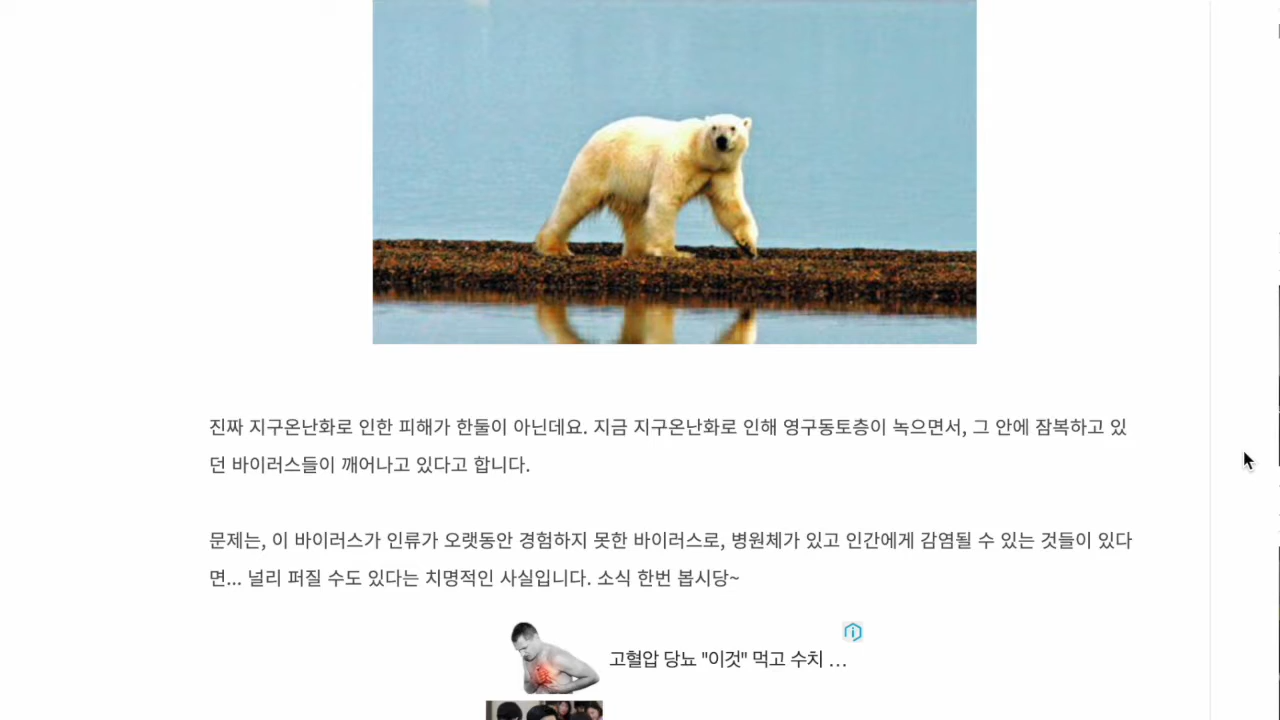 진짜 지구온난화로 인한 피해가 한둘이 아닌데요. 지금 지구온난화로 인해 영구동토층이 녹으면서, 그 안에 잠복하고 있
던 바이러스들이 깨어나고 있다고 합니다.
문제는, 이 바이러스가 인류가 오랫동안 경험하지 못한 바이러스로, 병원체가 있고 인간에게 감염될 수 있는 것들이 있다
면... 널리 퍼질 수도 있다는 치명적인 사실입니다. 소식 한번 봅시당~
고혈압 당뇨 "이것" 먹고 수치 ...